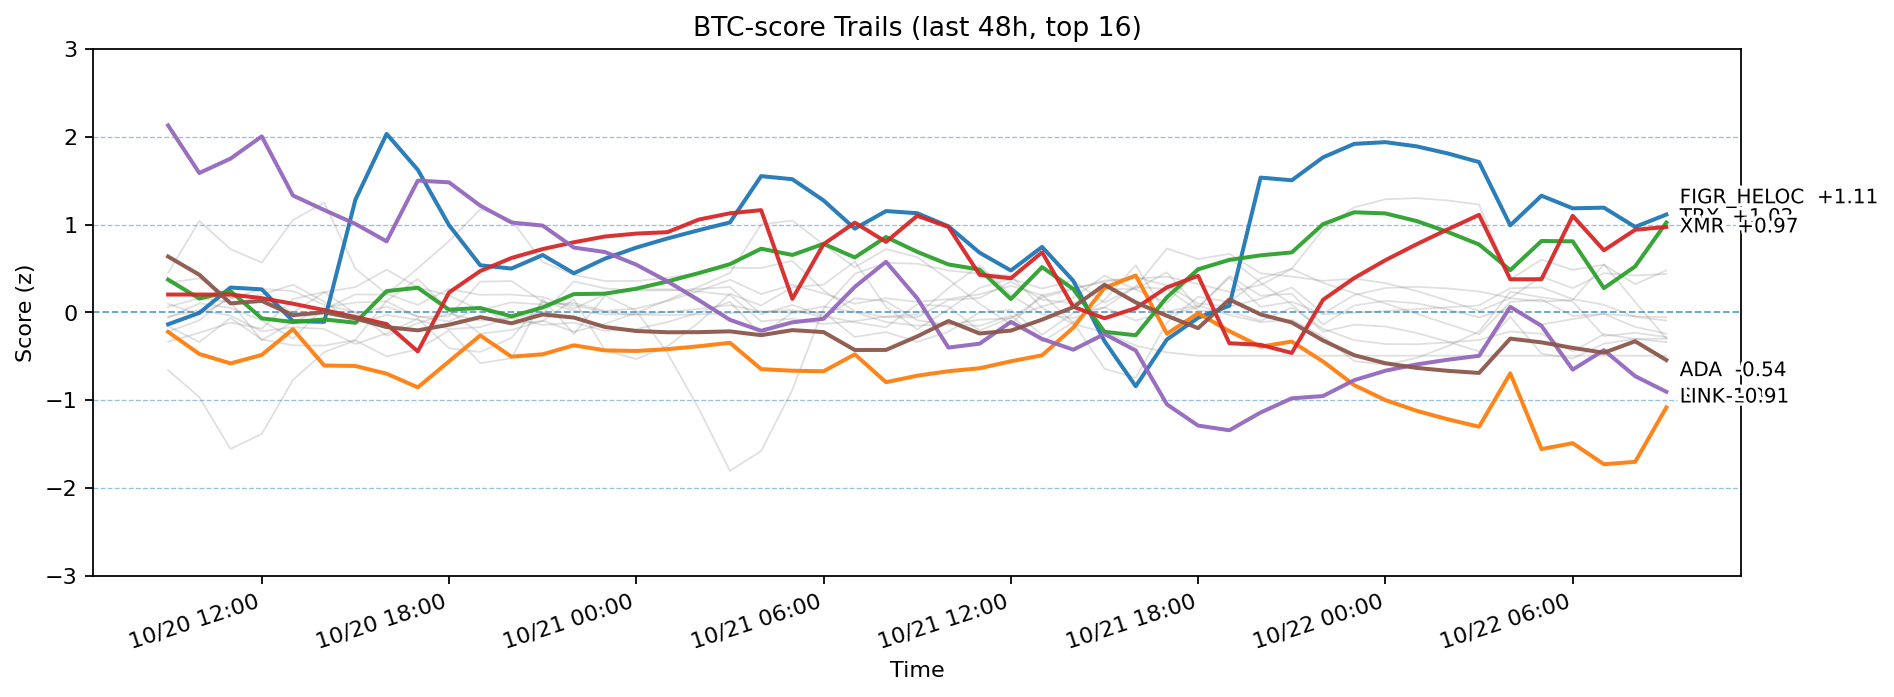 BTC-score Trails (last 48h, top 16)
3
2
1
0
−1
−2
−3
Score (z)
FIGR_HELOC +1.11
XMR +0.97
ADA -0.54
10/20 12:00
10/20 18:00
10/21 00:00
10/21 06:00
10/21 12:00
10/21 18:00
10/22 00:00
10/22 06:00
Time